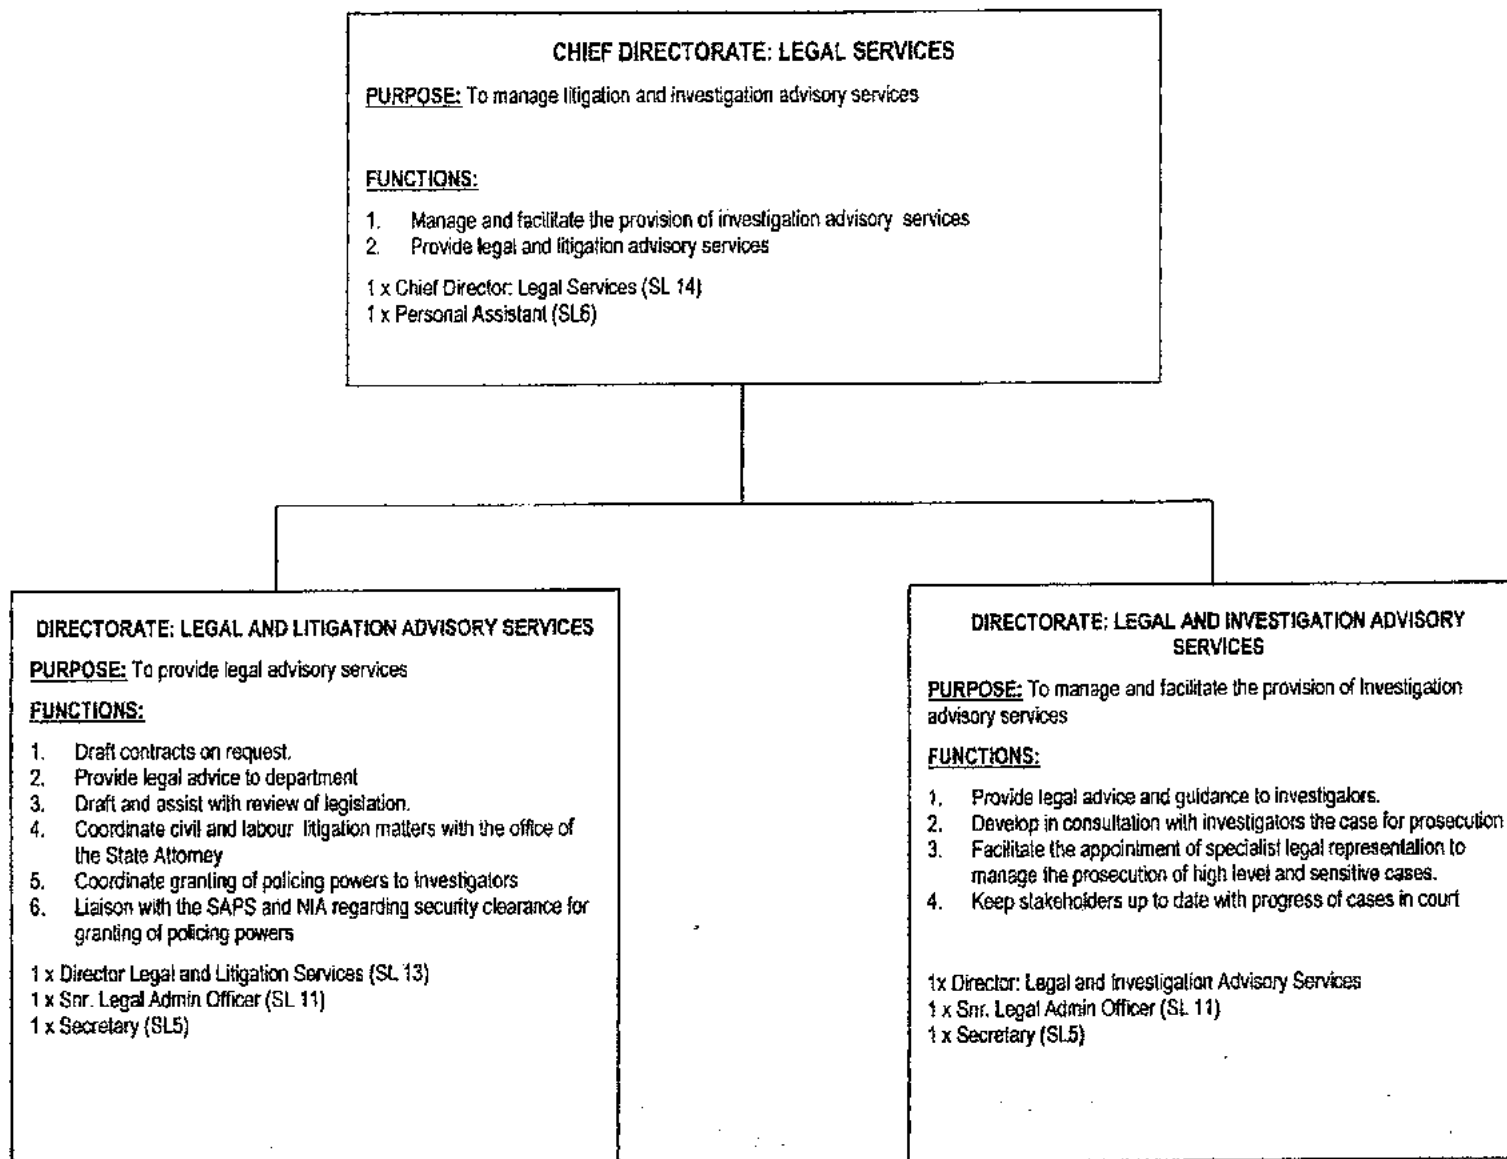 CHIEF DIRECTORATE: LEGAL SERVICES
PURPOSE: To manage litigation and investigation advisory services
FUNCTIONS:
1. Manage and facilitate the provision of investigation advisory services
2. Provide legal and litigation advisory services
1 x Chief Director: Legal Services (SL 14)
1 x Personal Assistant (SL6)
DIRECTORATE: LEGAL AND LITIGATION ADVISORY SERVICES
PURPOSE: To provide legal advisory services
FUNCTIONS:
1. Draft contracts on request.
2. Provide legal advice to department
3. Draft and assist with review of legislation.
4. Coordinate civil and labour litigation matters with the office of
the State Attorney
5. Coordinate granting of policing powers to investigators
6. Liaison with the SAPS and NIA regarding security clearance for
granting of policing powers
1 x Director Legal and Litigation Services (SL 13)
1 x Snr. Legal Admin Officer (SL 11)
1 x Secretary (SL5)
DIRECTORATE: LEGAL AND INVESTIGATION ADVISORY
SERVICES
PURPOSE: To manage and facilitate the provision of Investigation
advisory services
FUNCTIONS:
1. Provide legal advice and guidance to investigators.
2. Develop in consultation with investigators the case for prosecution
3. Facilitate the appointment of specialist legal representation to
manage the prosecution of high level and sensitive cases.
4. Keep stakeholders up to date with progress of cases in court
1x Director: Legal and Investigation Advisory Services
1 x Snr. Legal Admin Officer (SL 11)
1 x Secretary (SL5)